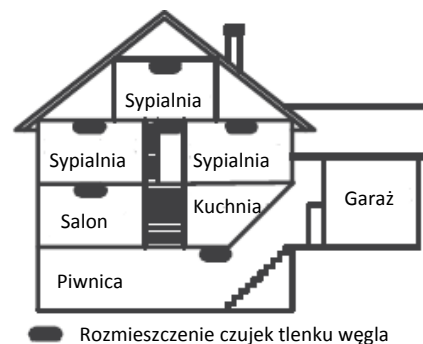 Sypialnia
Sypialnia
Sypialnia
Salon
Kuchnia
Garaż
Piwnica
Rozmieszczenie czujek tlenku węgla